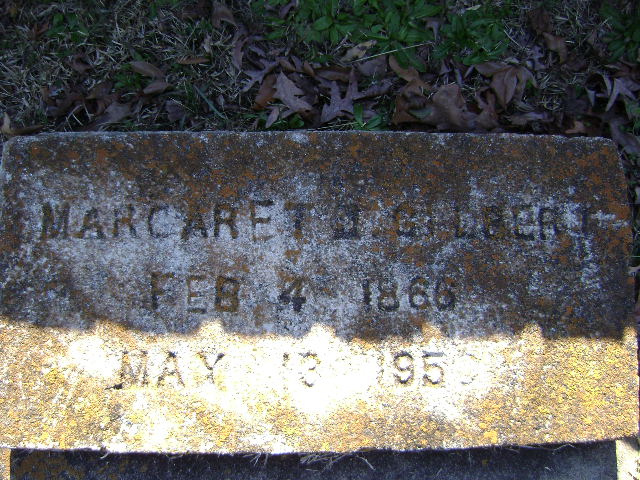 MARGARET D. GILBERT
FEB 4 1866
MAY 13